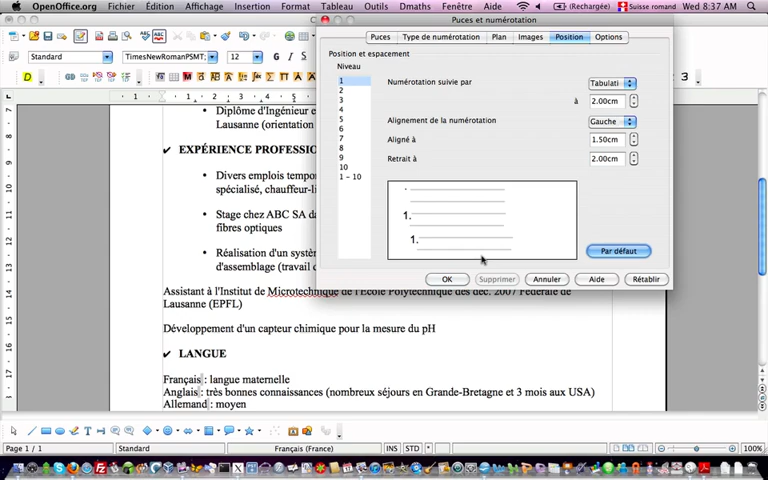 OpenOffice.org Fichier Édition Affichage Insertion Format Tableau Outils Dmaths Fenêtre Aide (Rechargée) Suisse romand Wed 8:37 AM
Puces et numérotation
Puces Type de numérotation Plan Images Position Options
Standard TimesNewRomanPSMT; 12 G
Position et espacement
Niveau
1
2
3
4
5
6
7
8
9
10
1 - 10
Numérotation suivie par Tabulati
à 2.00cm
Alignement de la numérotation Gauche
Aligné à 1.50cm
Retrait à 2.00cm
1.
1.
Par défaut
OK Supprimer Annuler Aide Rétablir
• Diplôme d'Ingénieur e
Lausanne (orientation
✔ EXPÉRIENCE PROFESSIO
• Divers emplois tempo
spécialisé, chauffeur-li
• Stage chez ABC SA da
fibres optiques
• Réalisation d'un systèm
d'assemblage (travail d
Assistant à l'Institut de Microtechnique de l'École Polytechnique dès déc. 2007 Fédérale de
Lausanne (EPFL)
Développement d'un capteur chimique pour la mesure du pH
✔ LANGUE
Français : langue maternelle
Anglais : très bonnes connaissances (nombreux séjours en Grande-Bretagne et 3 mois aux USA)
Allemand : moyen
Page 1 / 1 Standard Français (France) INS STD * 100%